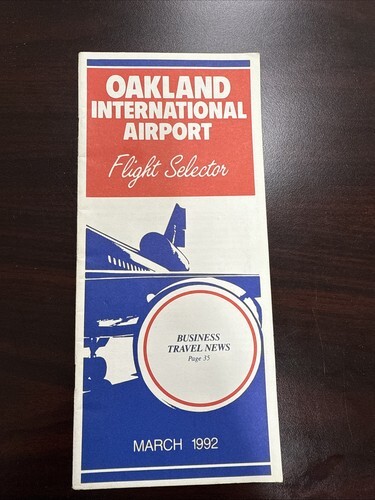 OAKLAND
INTERNATIONAL
AIRPORT
Flight Selector
BUSINESS
TRAVEL NEWS
Page 35
MARCH 1992